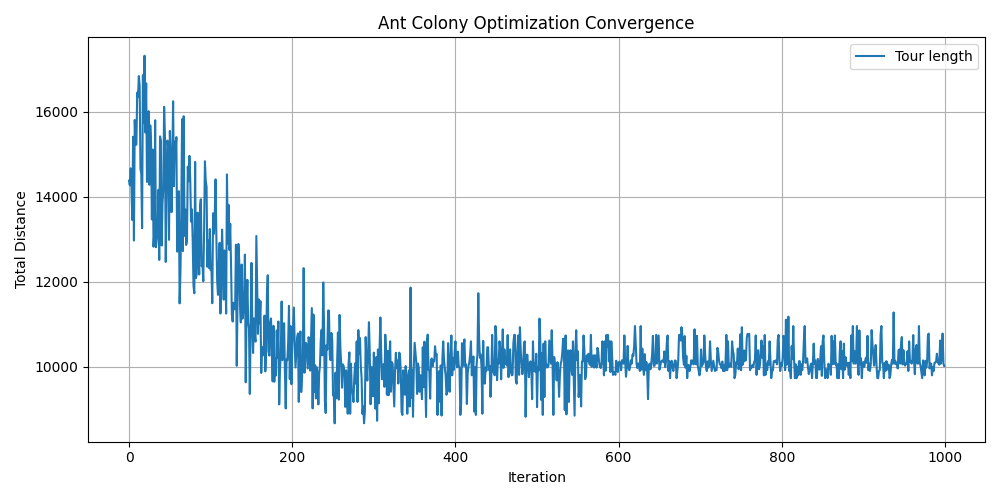 Ant Colony Optimization Convergence
Tour length
Total Distance
16000
14000
12000
10000
0
200
400
600
800
1000
Iteration